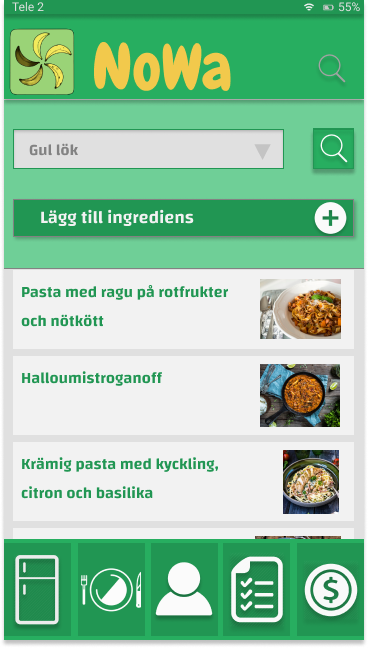 Tele 2 55%
NoWa
Gul lök
Lägg till ingrediens
Pasta med ragu på rotfrukter
och nötkött
Halloumistroganoff
Krämig pasta med kyckling,
citron och basilika
$